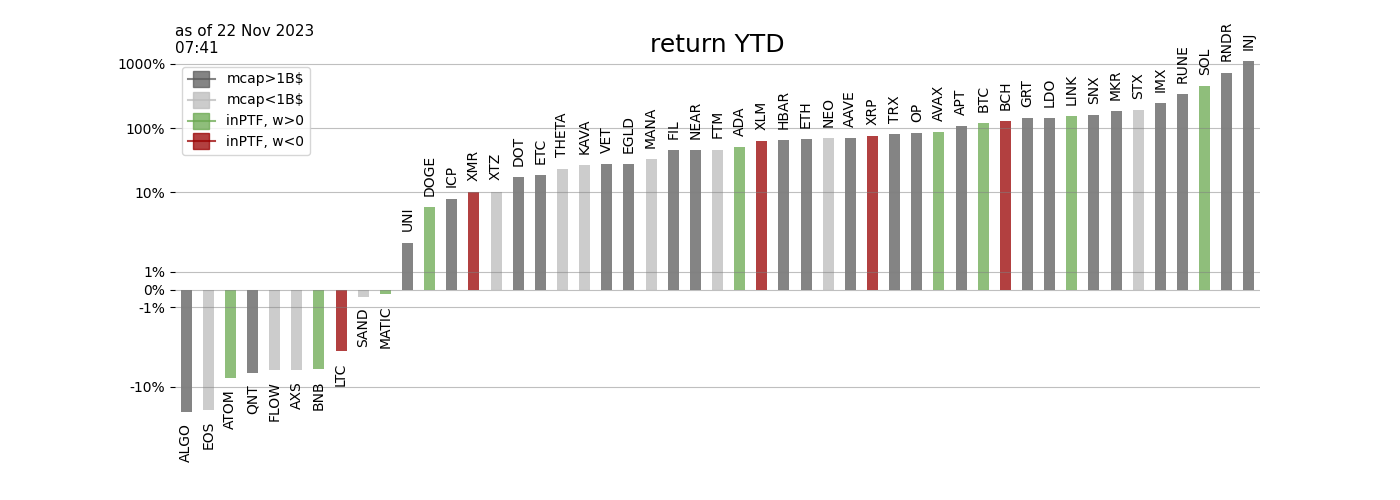 as of 22 Nov 2023
07:41
return YTD
mcap>1B$
mcap<1B$
inPTF, w>0
inPTF, w<0
1000%
100%
10%
1%
0%
-1%
-10%
ALGO
EOS
ATOM
QNT
FLOW
AXS
BNB
LTC
SAND
MATIC
UNI
DOGE
ICP
XMR
XTZ
DOT
ETC
THETA
KAVA
VET
EGLD
MANA
FIL
NEAR
FTM
ADA
XLM
HBAR
ETH
NEO
AAVE
XRP
TRX
OP
AVAX
APT
BTC
BCH
GRT
LDO
LINK
SNX
MKR
STX
IMX
RUNE
SOL
RNDR
INJ